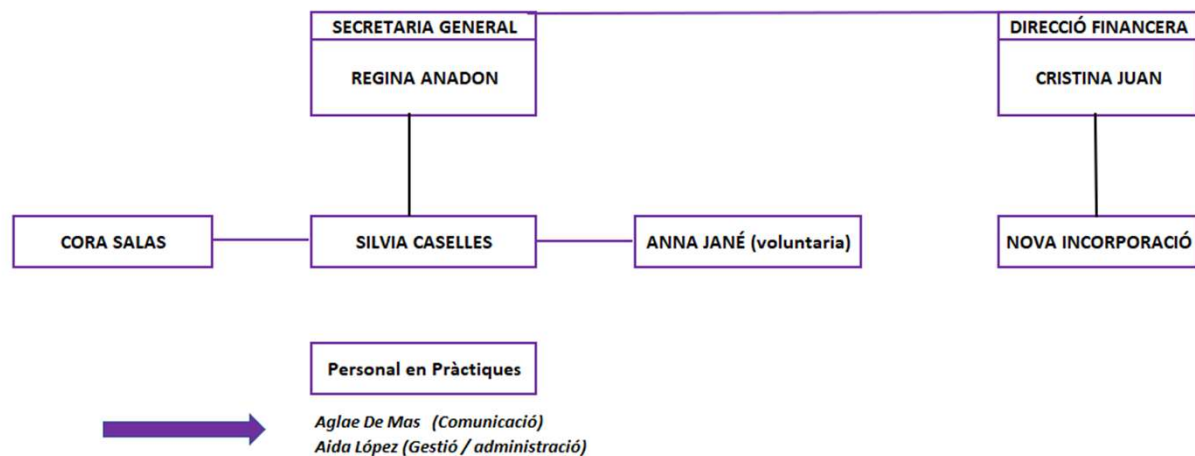 SECRETARIA GENERAL
DIRECCIÓ FINANCERA
REGINA ANADON
CRISTINA JUAN
CORA SALAS
SILVIA CASELLES
ANNA JANÉ (voluntaria)
NOVA INCORPORACIÓ
Personal en Pràctiques
Aglae De Mas (Comunicació)
Aida López (Gestió / administració)